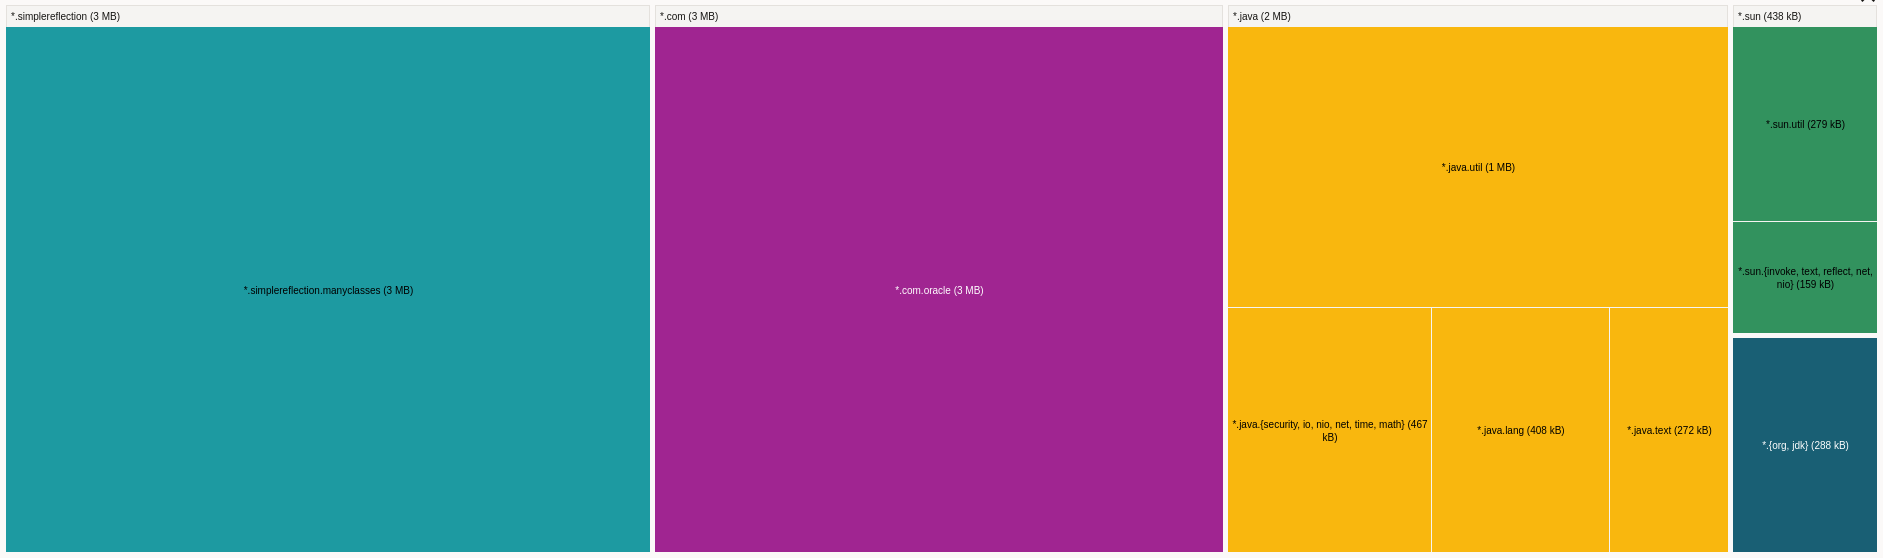 *.simplereflection (3 MB)
*.simplereflection.manyclasses (3 MB)
*.com (3 MB)
*.com.oracle (3 MB)
*.java (2 MB)
*.java.util (1 MB)
*.java.{security, io, nio, net, time, math} (467
kB)
*.java.lang (408 kB)
*.java.text (272 kB)
*.sun (438 kB)
*.sun.util (279 kB)
*.sun.{invoke, text, reflect, net,
nio} (159 kB)
*.{org, jdk} (288 kB)